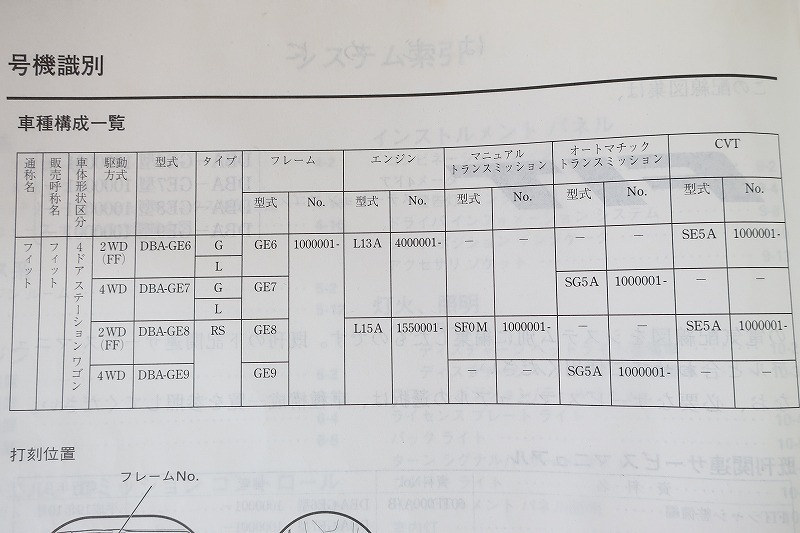 号機識別
車種構成一覧
通称名 販売呼称名 車体形状区分 駆動方式 型式 タイプ フレーム エンジン マニュアルトランスミッション オートマチックトランスミッション CVT
型式 No. 型式 No. 型式 No. 型式 No. 型式 No.
フィット フィット 4ドア ステーション ワゴン 2WD (FF) DBA-GE6 G GE6 1000001- L13A 4000001- － － － － SE5A 1000001-
L
4WD DBA-GE7 G GE7 SG5A 1000001- － －
L
2WD (FF) DBA-GE8 RS GE8 L15A 1550001- SF0M 1000001- － － SE5A 1000001-
4WD DBA-GE9 GE9 － － SG5A 1000001- － －
打刻位置
フレームNo.